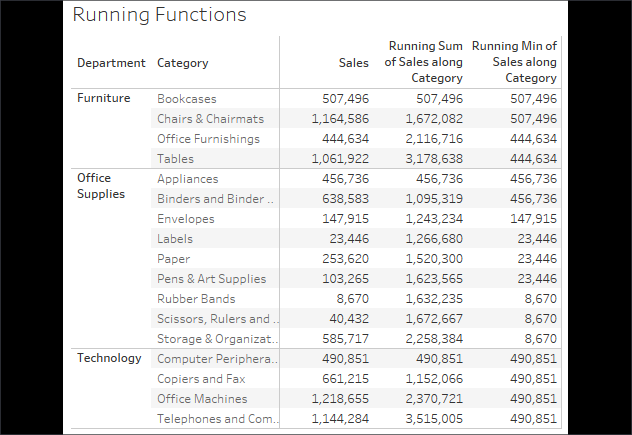 Running Functions
Running Sum Running Min of
Department Category Sales of Sales along Sales along
Category Category
Furniture Bookcases 507,496 507,496 507,496
Chairs & Chairmats 1,164,586 1,672,082 507,496
Office Furnishings 444,634 2,116,716 444,634
Tables 1,061,922 3,178,638 444,634
Office Appliances 456,736 456,736 456,736
Supplies Binders and Binder .. 638,583 1,095,319 456,736
Envelopes 147,915 1,243,234 147,915
Labels 23,446 1,266,680 23,446
Paper 253,620 1,520,300 23,446
Pens & Art Supplies 103,265 1,623,565 23,446
Rubber Bands 8,670 1,632,235 8,670
Scissors, Rulers and .. 40,432 1,672,667 8,670
Storage & Organizat.. 585,717 2,258,384 8,670
Technology Computer Periphera.. 490,851 490,851 490,851
Copiers and Fax 661,215 1,152,066 490,851
Office Machines 1,218,655 2,370,721 490,851
Telephones and Com.. 1,144,284 3,515,005 490,851